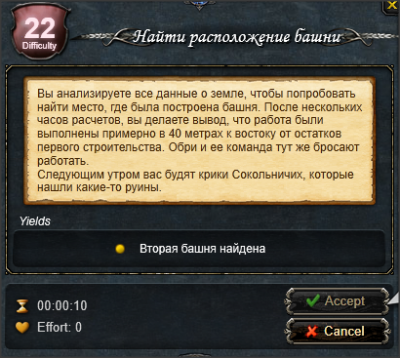 22
Difficulty
Найти расположение башни
Вы анализируете все данные о земле, чтобы попробовать
найти место, где была построена башня. После нескольких
часов расчетов, вы делаете вывод, что работа были
выполнены примерно в 40 метрах к востоку от остатков
первого строительства. Обри и ее команда тут же бросают
работать.
Следующим утром вас будят крики Сокольничих, которые
нашли какие-то руины.
Yields
Вторая башня найдена
00:00:10
Accept
Effort: 0
Cancel